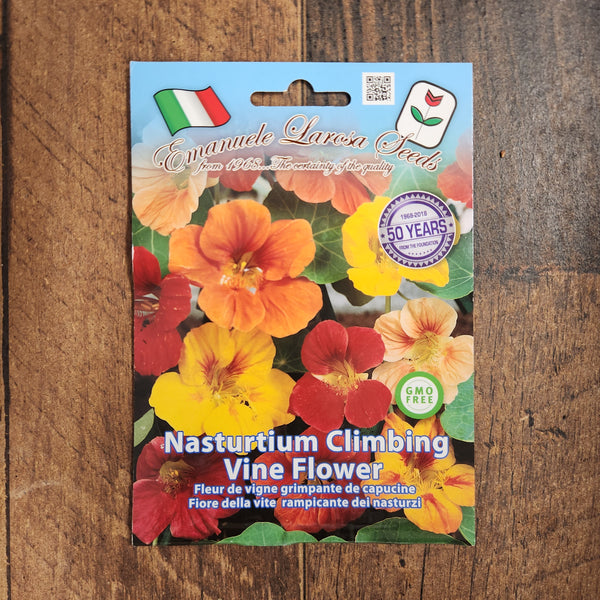 Emanuele Larosa Seeds
from 1968...The certainty of the quality
1968-2018
50 YEARS
FROM THE FOUNDATION
GMO
FREE
Nasturtium Climbing
Vine Flower
Fleur de vigne grimpante de capucine
Fiore della vite rampicante dei nasturzi